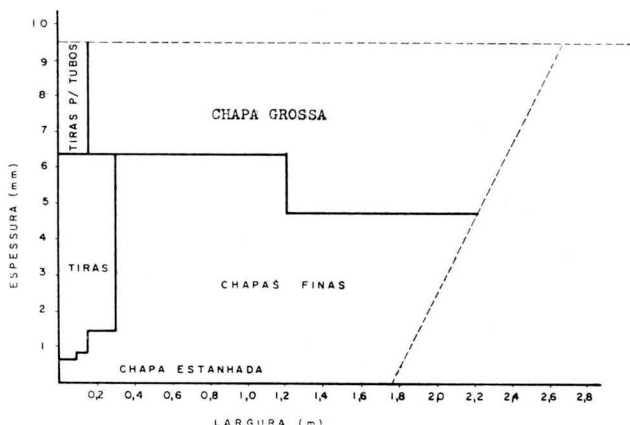 ESPESSURA (mm)
10
9
8
7
6
5
4
3
2
1
TIRAS P/ TUBOS
CHAPA GROSSA
TIRAS
CHAPAS FINAS
CHAPA ESTANHADA
0,2 0,4 0,6 0,8 1,0 1,2 1,4 1,6 1,8 2,0 2,2 2,4 2,6 2,8
LARGURA (m)